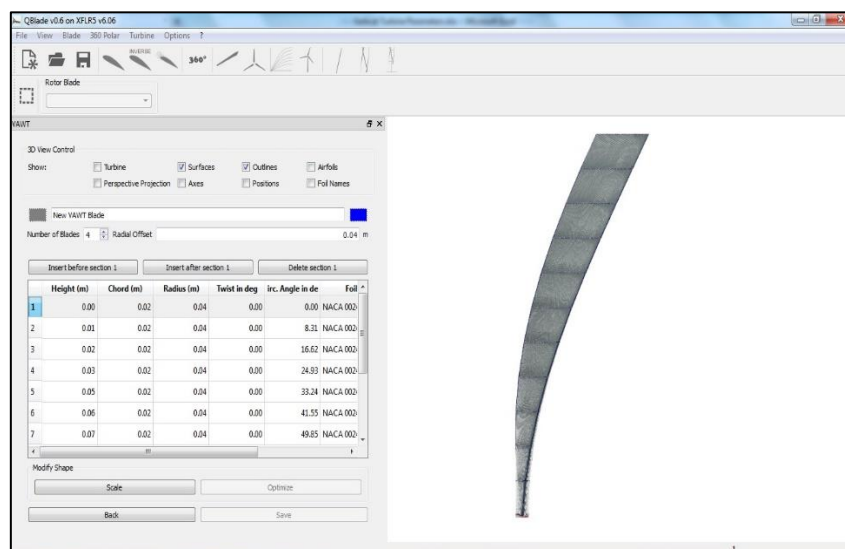 QBlade v0.6 on XFLR5 v6.06
File View Blade 360 Polar Turbine Options ?
INVERSE
360°
Rotor Blade
VAWT
3D View Control
Show: Turbine Surfaces Outlines Airfoils
Perspective Projection Axes Positions Foil Names
New VAWT Blade
Number of Blades 4 Radial Offset 0.04 m
Insert before section 1 Insert after section 1 Delete section 1
Height (m) Chord (m) Radius (m) Twist in deg irc. Angle in de Foil
1 0.00 0.02 0.04 0.00 0.00 NACA 002
2 0.01 0.02 0.04 0.00 8.31 NACA 002
3 0.02 0.02 0.04 0.00 16.62 NACA 002
4 0.03 0.02 0.04 0.00 24.93 NACA 002
5 0.05 0.02 0.04 0.00 33.24 NACA 002
6 0.06 0.02 0.04 0.00 41.55 NACA 002
7 0.07 0.02 0.04 0.00 49.85 NACA 002
Modify Shape
Scale Optimize
Back Save